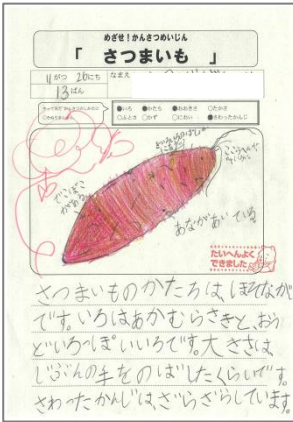 めざせ!かんさつめいじん
「 さつまいも 」
11がつ 26にち
なまえ
13ばん
●いろ ●かたち ●おおきさ ○たかさ
○ふとさ ○かず ○におい ●さわったかんじ
でこぼこ
がある。
あながあいている。
たいへんよく
できました
さつまいものかたちは、ほそなが
です。いろはあかむらさきと、おう
どいろっぽいいろです。大きさは、
じぶんの手をのばしたくらいです。
さわったかんじは、ざらざらしています。